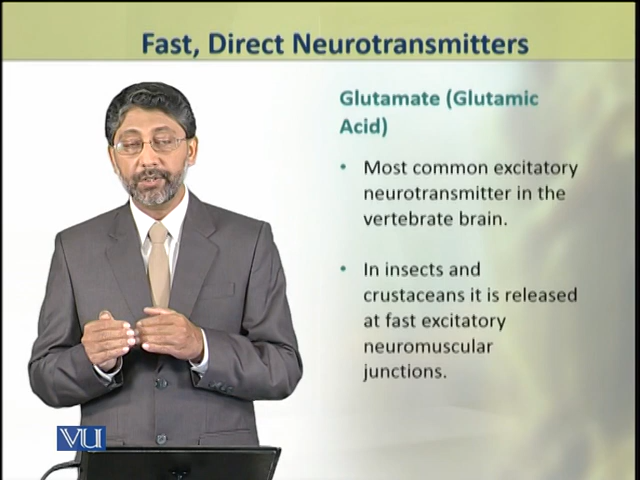 Fast, Direct Neurotransmitters
Glutamate (Glutamic
Acid)
• Most common excitatory
neurotransmitter in the
vertebrate brain.
• In insects and
crustaceans it is released
at fast excitatory
neuromuscular
junctions.
VU